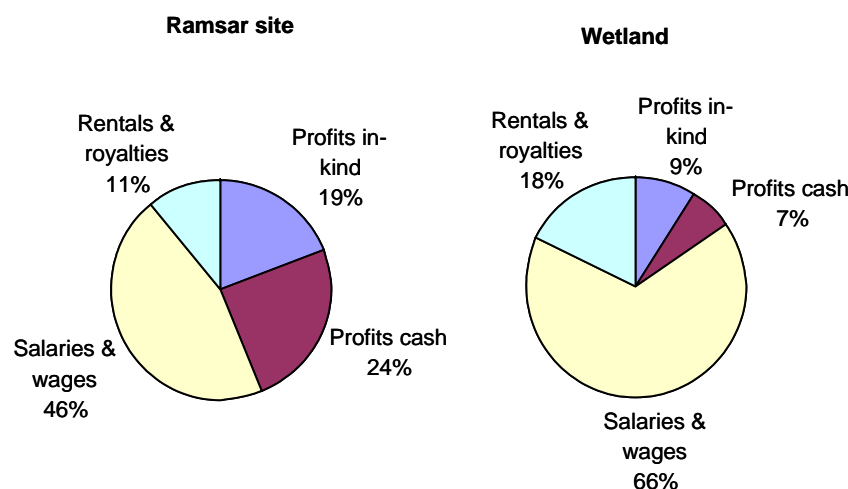 Ramsar site
Rentals &
royalties
11%
Profits in-
kind
19%
Profits cash
24%
Salaries &
wages
46%
Wetland
Rentals &
royalties
18%
Profits in-
kind
9%
Profits cash
7%
Salaries &
wages
66%